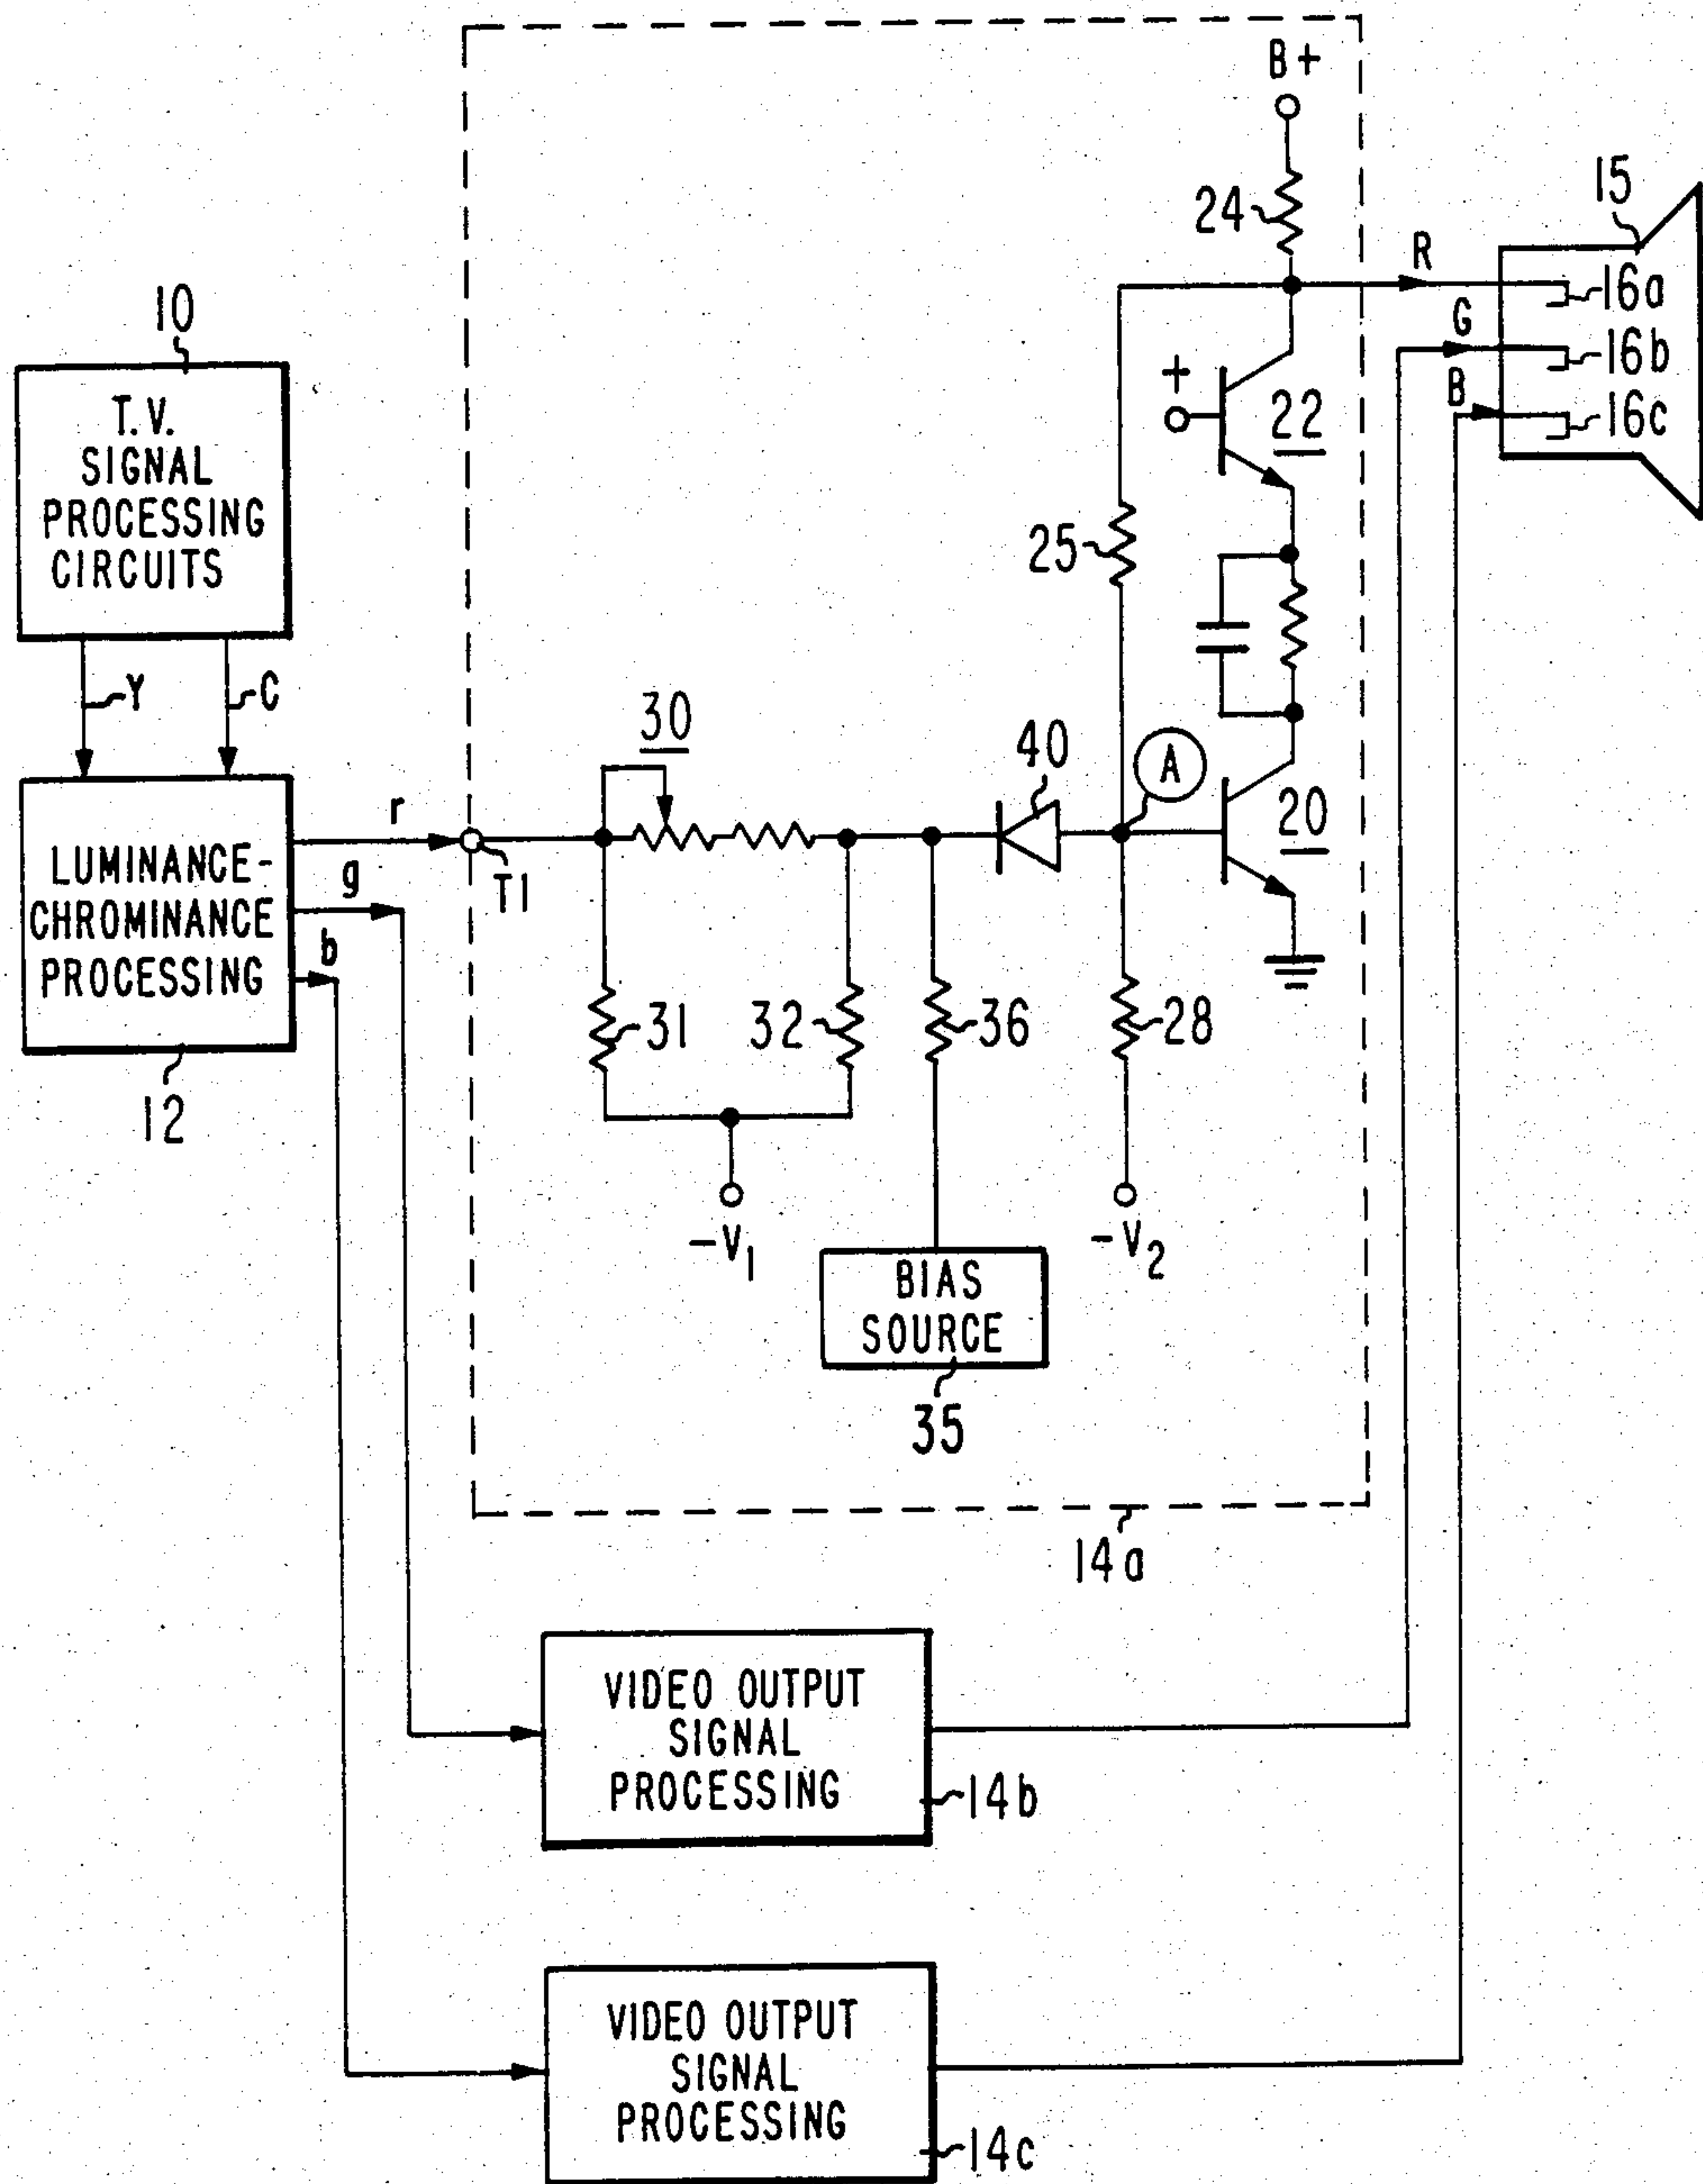 B+
24
R
15
16a
G
16b
B
16c
10
T.V.
SIGNAL
PROCESSING
CIRCUITS
+
22
25
Y
C
30
40
A
20
r
T1
LUMINANCE-
CHROMINANCE
PROCESSING
g
b
31
32
36
28
12
-V1
-V2
BIAS
SOURCE
35
14a
VIDEO OUTPUT
SIGNAL
PROCESSING
14b
VIDEO OUTPUT
SIGNAL
PROCESSING
14c